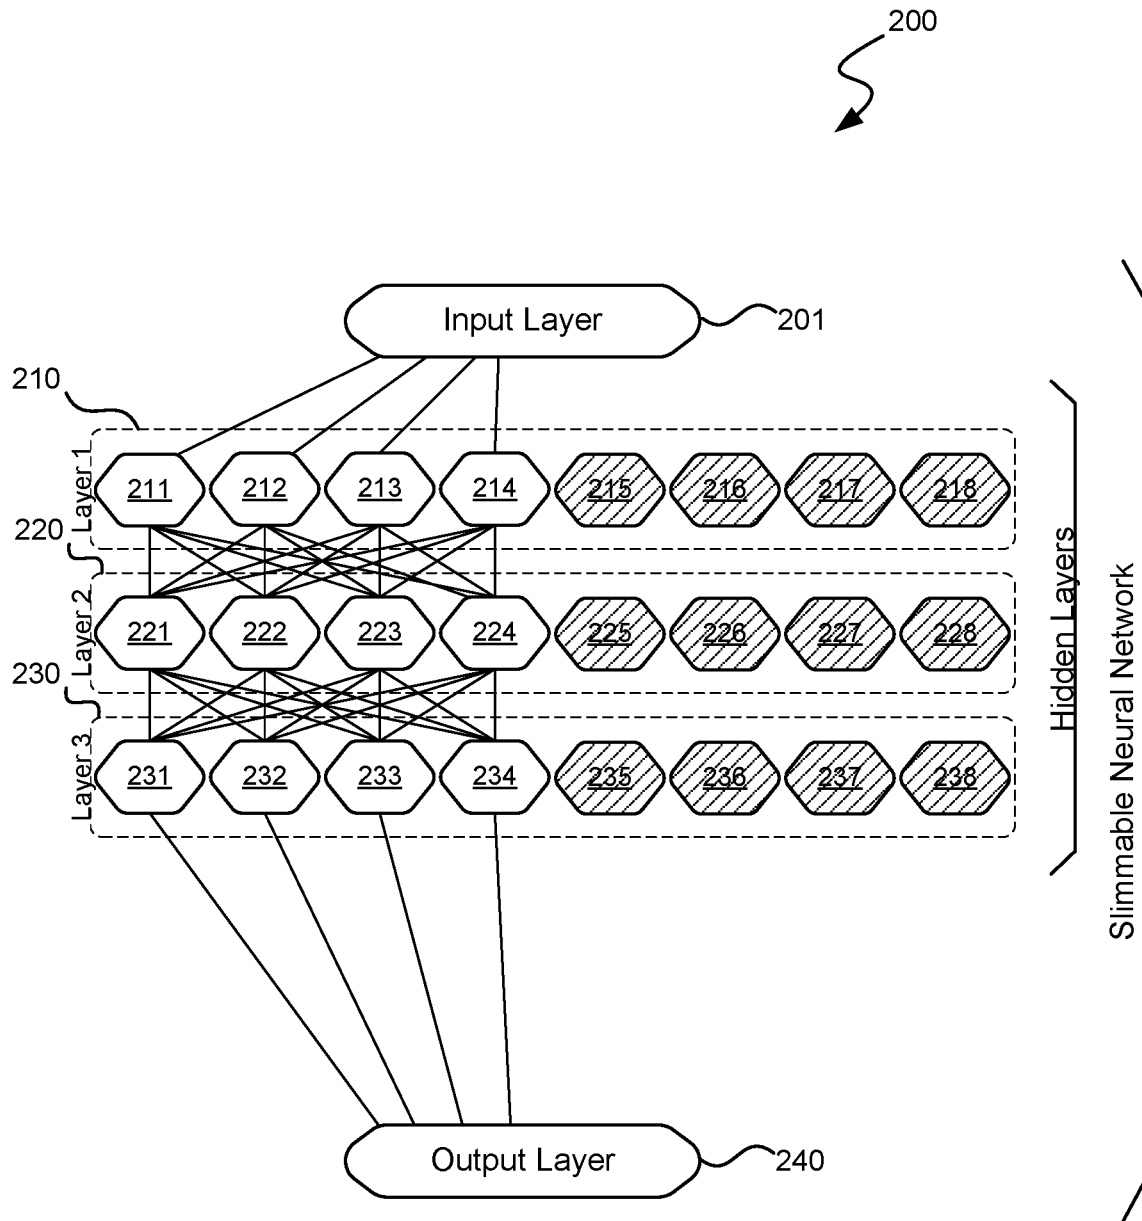 200
Input Layer
201
210
Layer 1
211 212 213 214 215 216 217 218
220
Layer 2
221 222 223 224 225 226 227 228
230
Layer 3
231 232 233 234 235 236 237 238
Hidden Layers
Slimmable Neural Network
Output Layer
240